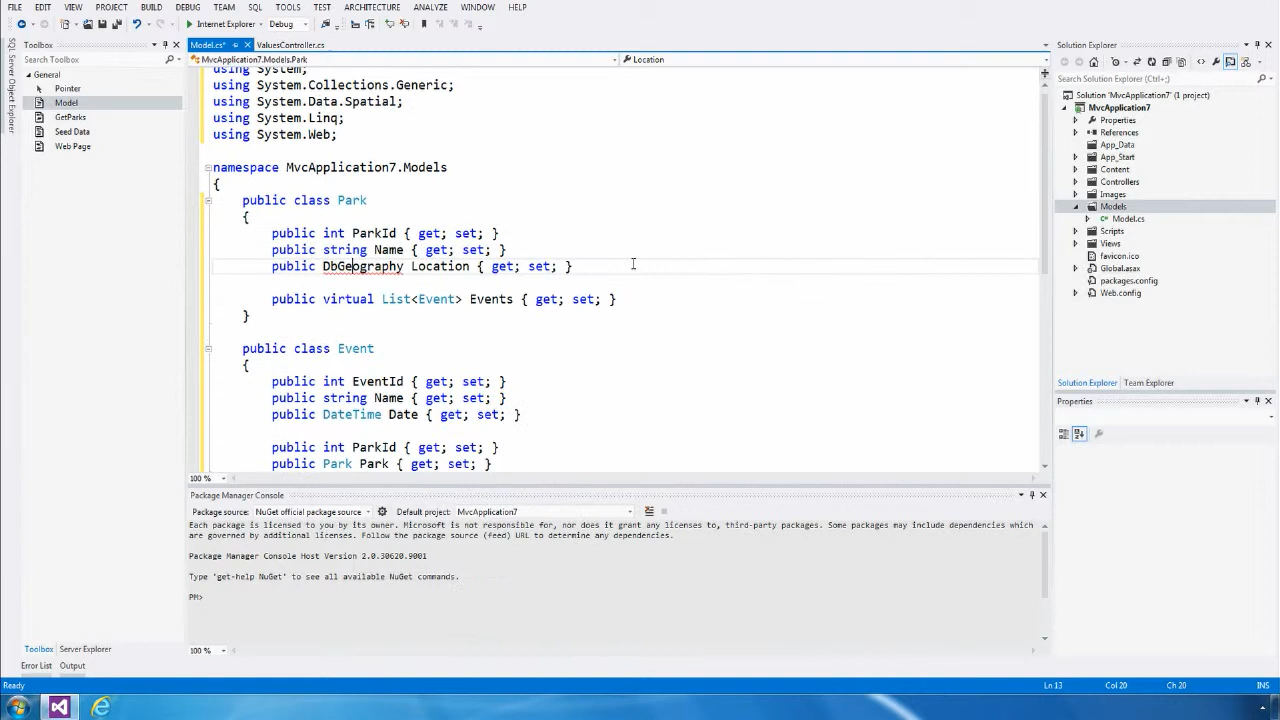 FILE EDIT VIEW PROJECT BUILD DEBUG TEAM SQL TOOLS TEST ARCHITECTURE ANALYZE WINDOW HELP
Internet Explorer Debug
Toolbox
Search Toolbox
General
Pointer
Model
GetParks
Seed Data
Web Page
SQL Server Object Explorer
Model.cs* ValuesController.cs
MvcApplication7.Models.Park Location
using System;
using System.Collections.Generic;
using System.Data.Spatial;
using System.Linq;
using System.Web;
namespace MvcApplication7.Models
{
public class Park
{
public int ParkId { get; set; }
public string Name { get; set; }
public DbGeography Location { get; set; }
public virtual List<Event> Events { get; set; }
}
public class Event
{
public int EventId { get; set; }
public string Name { get; set; }
public DateTime Date { get; set; }
public int ParkId { get; set; }
public Park Park { get; set; }
100 %
Package Manager Console
Package source: NuGet official package source Default project: MvcApplication7
Each package is licensed to you by its owner. Microsoft is not responsible for, nor does it grant any licenses to, third-party packages. Some packages may include dependencies which
are governed by additional licenses. Follow the package source (feed) URL to determine any dependencies.
Package Manager Console Host Version 2.0.30620.9001
Type 'get-help NuGet' to see all available NuGet commands.
PM>
100 %
Solution Explorer
Search Solution Explorer (Ctrl+;)
Solution 'MvcApplication7' (1 project)
MvcApplication7
Properties
References
App_Data
App_Start
Content
Controllers
Images
Models
Model.cs
Scripts
Views
favicon.ico
Global.asax
packages.config
Web.config
Solution Explorer Team Explorer
Properties
Toolbox Server Explorer
Error List Output
Ready Ln 13 Col 20 Ch 20 INS